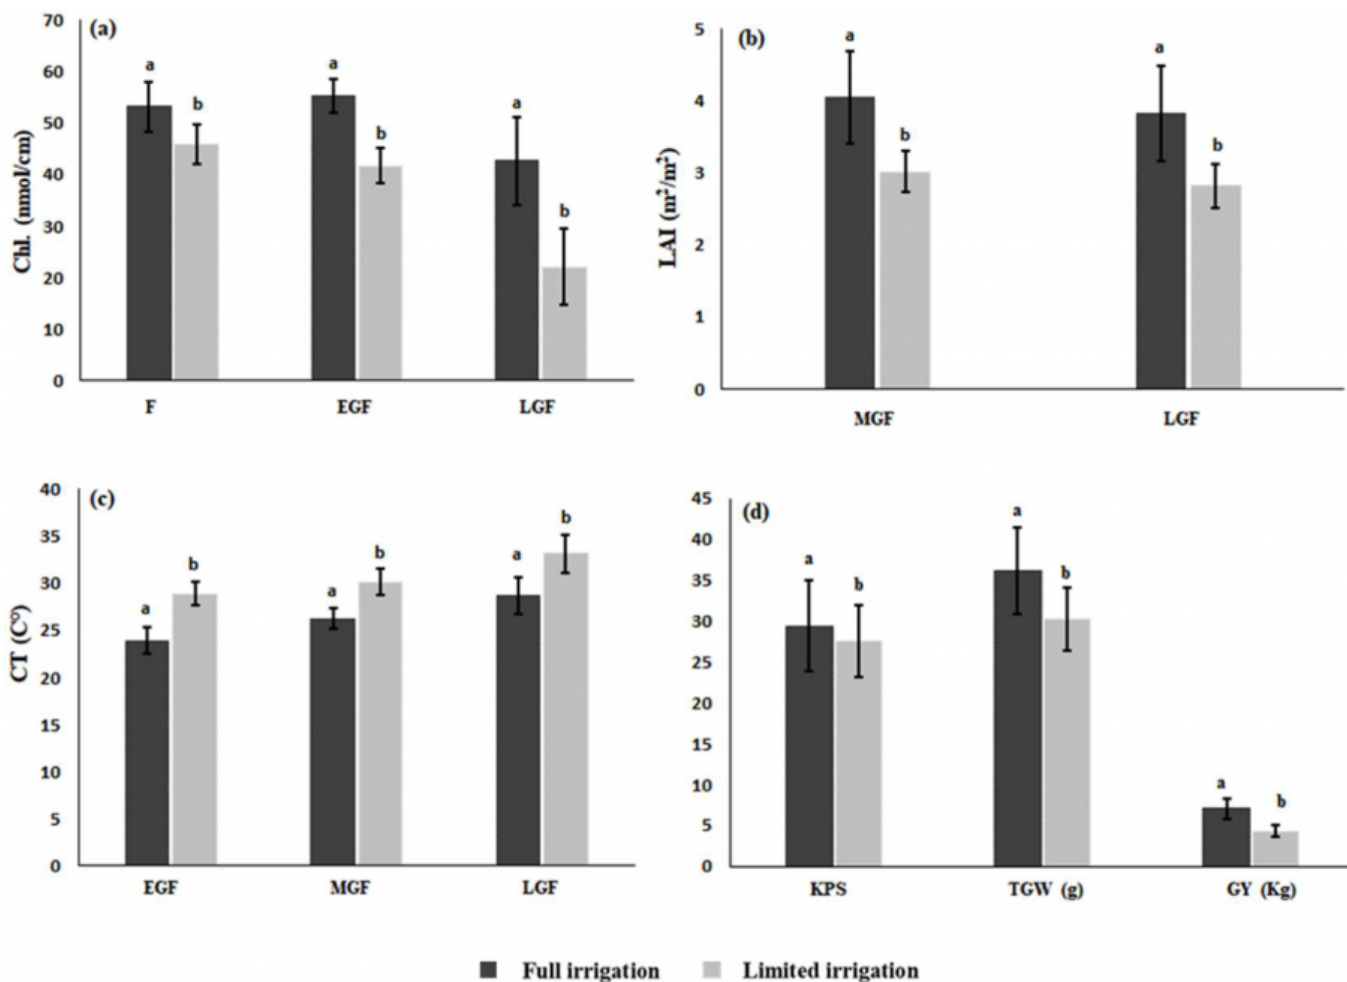 (a)
Chl. (nmol/cm)
70
60
50
40
30
20
10
0
a
b
a
b
a
b
F EGF LGF
(b)
LAI (m²/m²)
5
4
3
2
1
0
a
b
a
b
MGF LGF
(c)
CT (C°)
40
35
30
25
20
15
10
5
0
a
b
a
b
a
b
EGF MGF LGF
(d)
45
40
35
30
25
20
15
10
5
0
a
b
a
b
a
b
KPS TGW (g) GY (Kg)
Full irrigation Limited irrigation